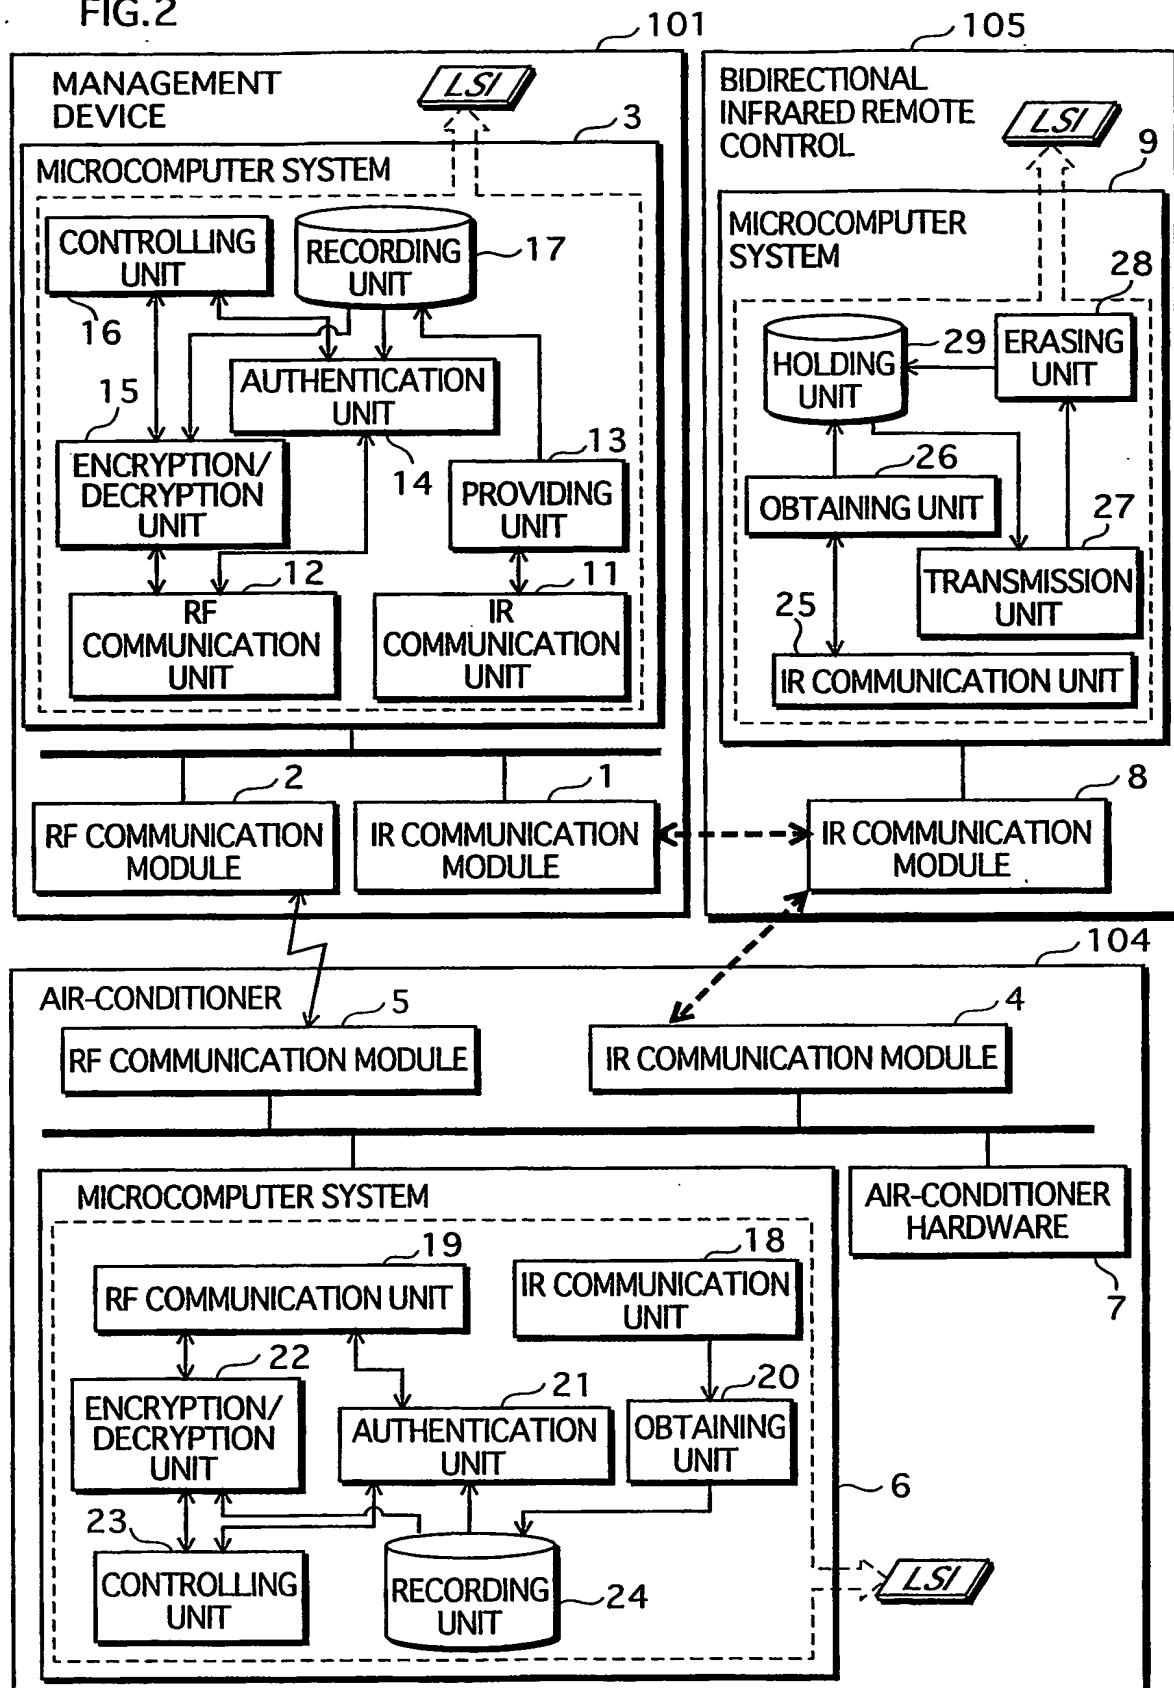 FIG.2
101
MANAGEMENT
DEVICE
LSI
3
MICROCOMPUTER SYSTEM
CONTROLLING
UNIT
16
RECORDING
UNIT
17
15
AUTHENTICATION
UNIT
14
ENCRYPTION/
DECRYPTION
UNIT
13
PROVIDING
UNIT
12
RF
COMMUNICATION
UNIT
11
IR
COMMUNICATION
UNIT
2
RF COMMUNICATION
MODULE
1
IR COMMUNICATION
MODULE
105
BIDIRECTIONAL
INFRARED REMOTE
CONTROL
LSI
9
MICROCOMPUTER
SYSTEM
28
HOLDING
UNIT
29
ERASING
UNIT
26
OBTAINING UNIT
27
TRANSMISSION
UNIT
25
IR COMMUNICATION UNIT
8
IR COMMUNICATION
MODULE
104
AIR-CONDITIONER
5
RF COMMUNICATION MODULE
4
IR COMMUNICATION MODULE
MICROCOMPUTER SYSTEM
AIR-CONDITIONER
HARDWARE
7
19
RF COMMUNICATION UNIT
18
IR COMMUNICATION
UNIT
22
ENCRYPTION/
DECRYPTION
UNIT
21
AUTHENTICATION
UNIT
20
OBTAINING
UNIT
6
23
CONTROLLING
UNIT
RECORDING
UNIT
24
LSI